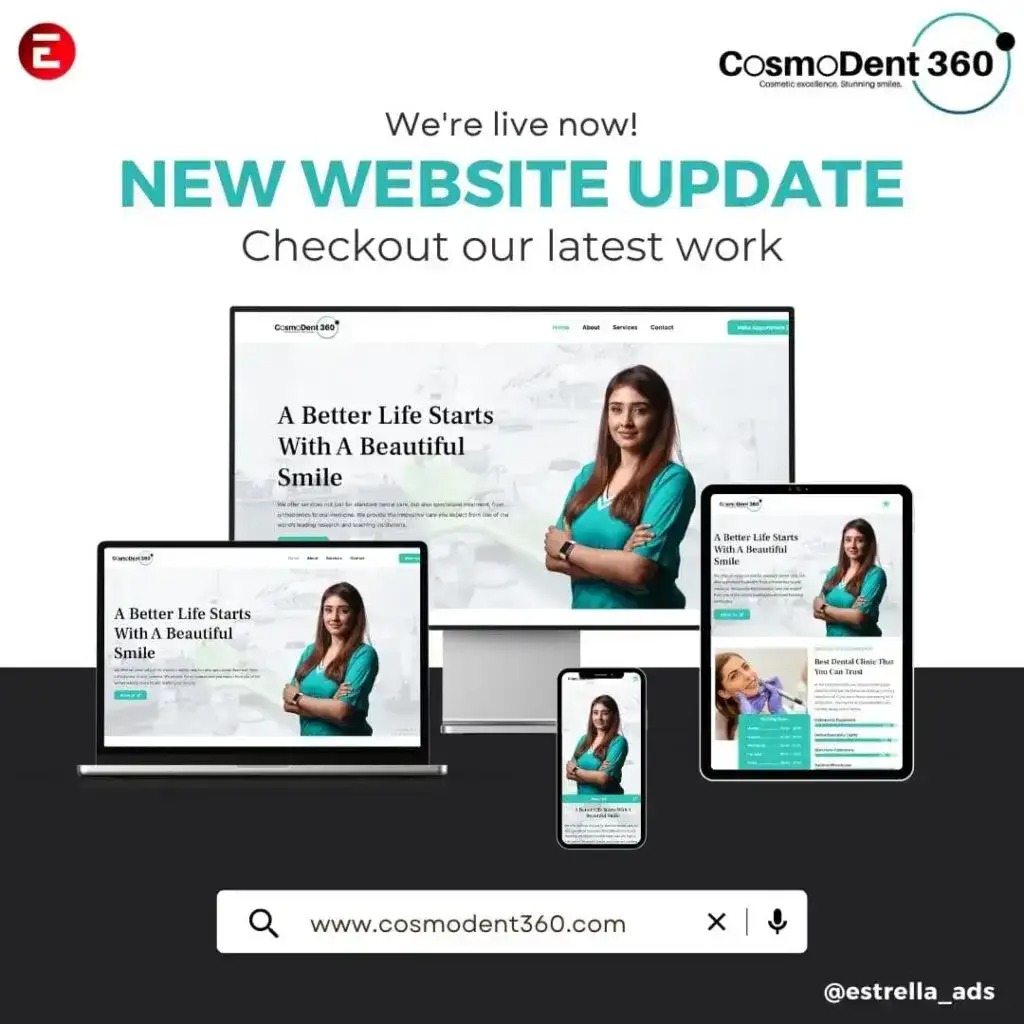 E
CosmoDent 360
Cosmetic excellence. Stunning smiles.
We're live now!
NEW WEBSITE UPDATE
Checkout our latest work
CosmoDent 360
Home About Services Contact
Make Appointment
A Better Life Starts
With A Beautiful
Smile
We offer services not just for standard dental care, but also specialized treatment, from
orthodontics to our medicine. We provide the innovative care you expect from one of the
world's leading research and teaching institutions.
CosmoDent 360
Home About Services Contact
A Better Life Starts
With A Beautiful
Smile
CosmoDent 360
A Better Life Starts
With A Beautiful
Smile
Best Dental Clinic That
You Can Trust
A Better Life Starts With A
Beautiful Smile
www.cosmodent360.com
@estrella_ads